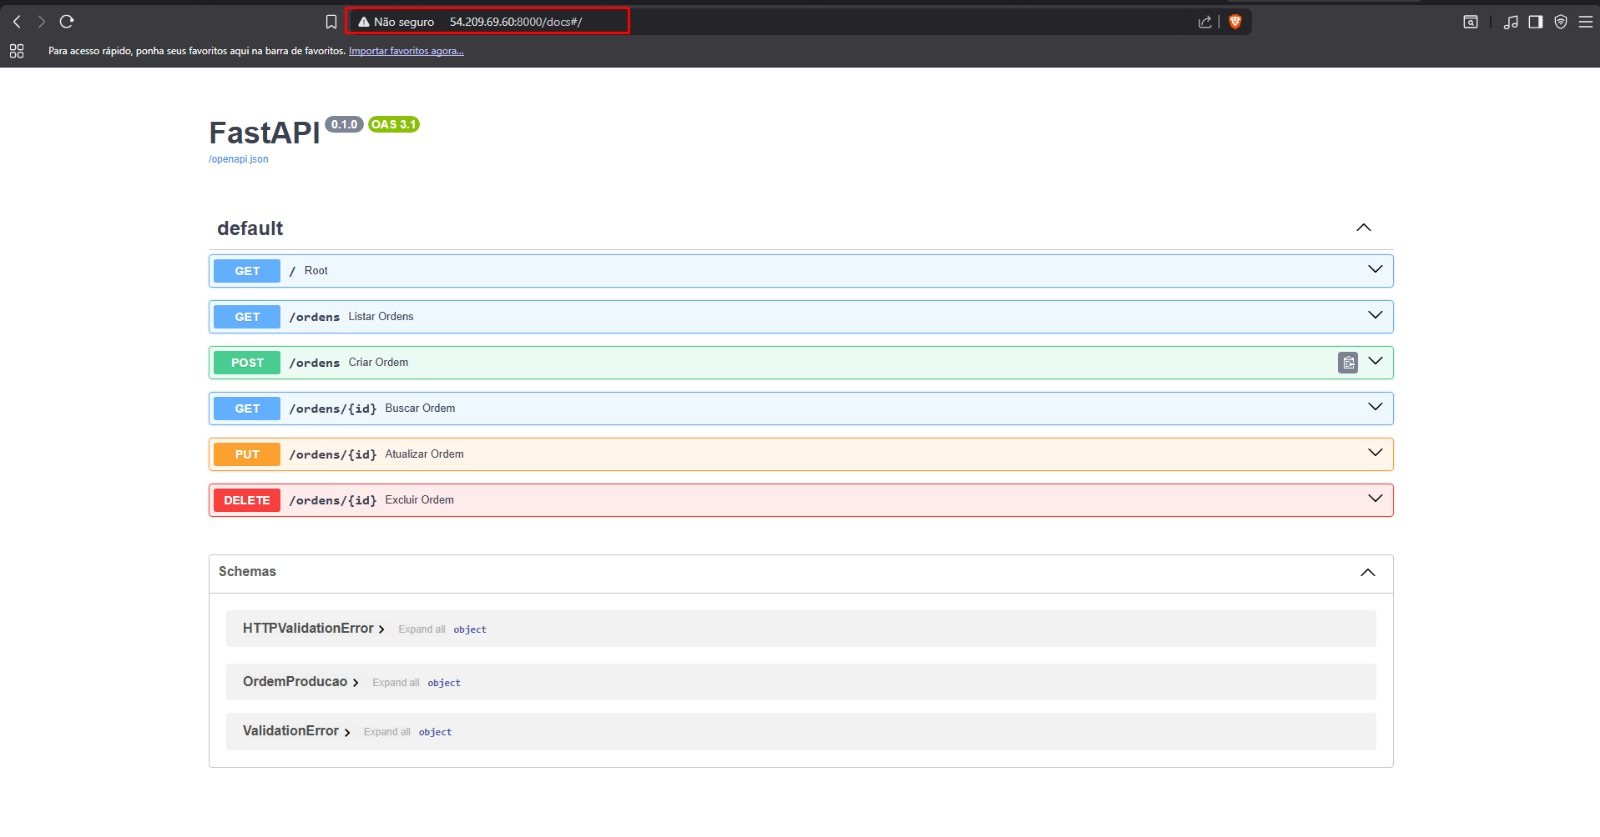 Não seguro 54.209.69.60:8000/docs#/
Para acesso rápido, ponha seus favoritos aqui na barra de favoritos. Importar favoritos agora...
FastAPI 0.1.0 OAS 3.1
/openapi.json
default
GET / Root
GET /ordens Listar Ordens
POST /ordens Criar Ordem
GET /ordens/{id} Buscar Ordem
PUT /ordens/{id} Atualizar Ordem
DELETE /ordens/{id} Excluir Ordem
Schemas
HTTPValidationError Expand all object
OrdemProducao Expand all object
ValidationError Expand all object